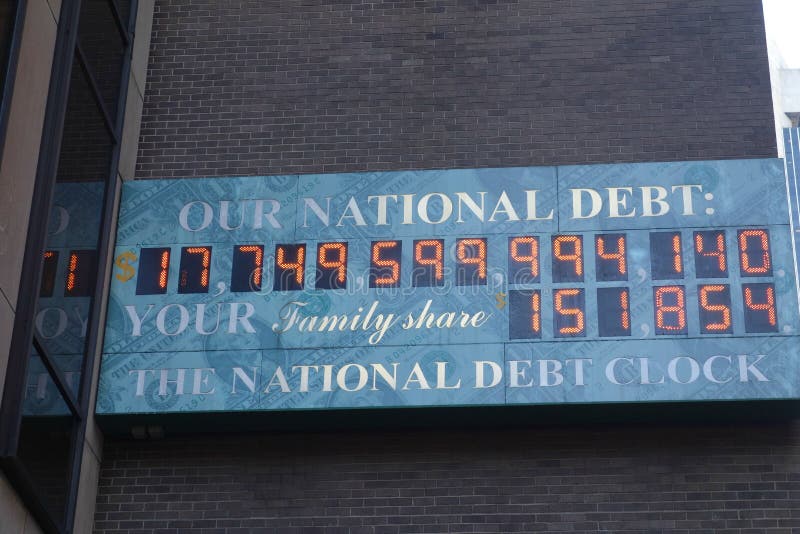 OUR NATIONAL DEBT:
$17,749,599,994,140
YOUR Family share $151,854
THE NATIONAL DEBT CLOCK